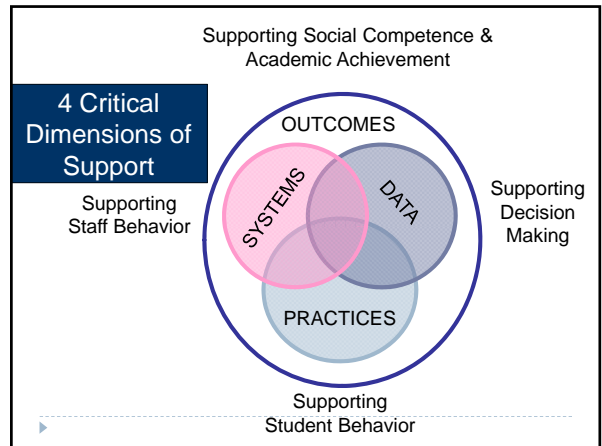 Supporting Social Competence &
Academic Achievement
4 Critical
Dimensions of
Support
OUTCOMES
SYSTEMS
DATA
Supporting
Staff Behavior
Supporting
Decision
Making
PRACTICES
Supporting
Student Behavior